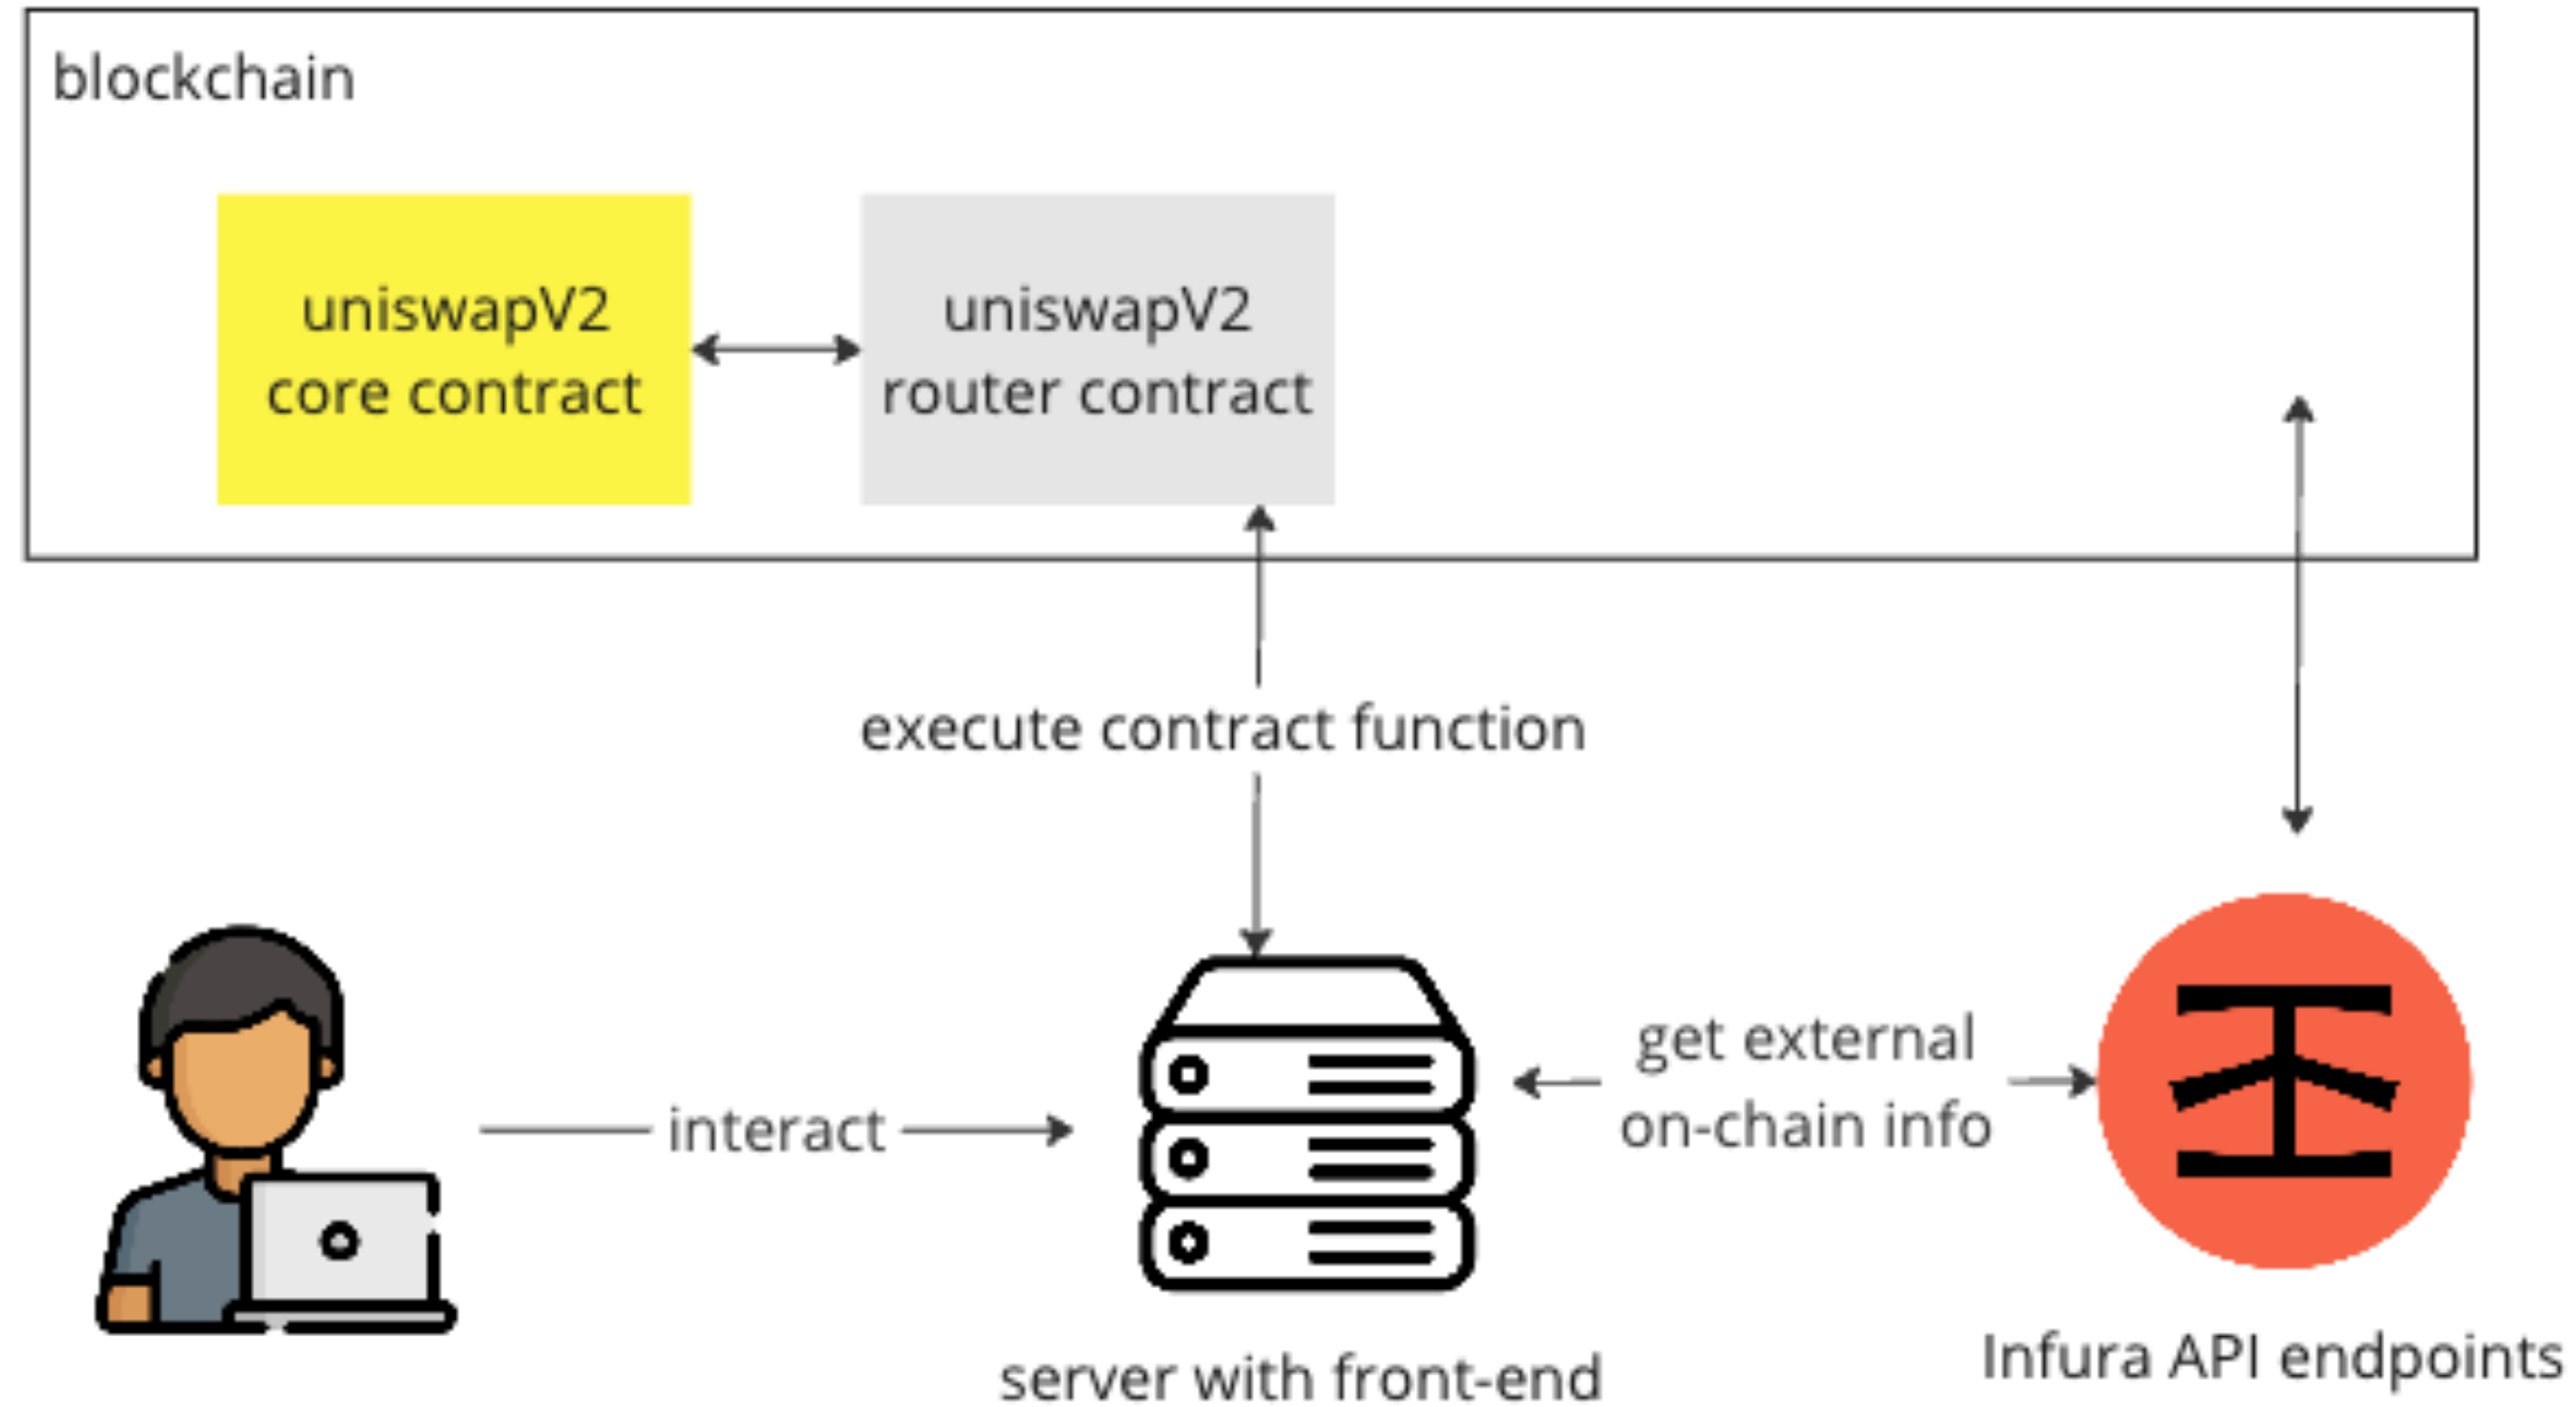 blockchain
uniswapV2
core contract
uniswapV2
router contract
execute contract function
interact
get external
on-chain info
server with front-end
Infura API endpoints